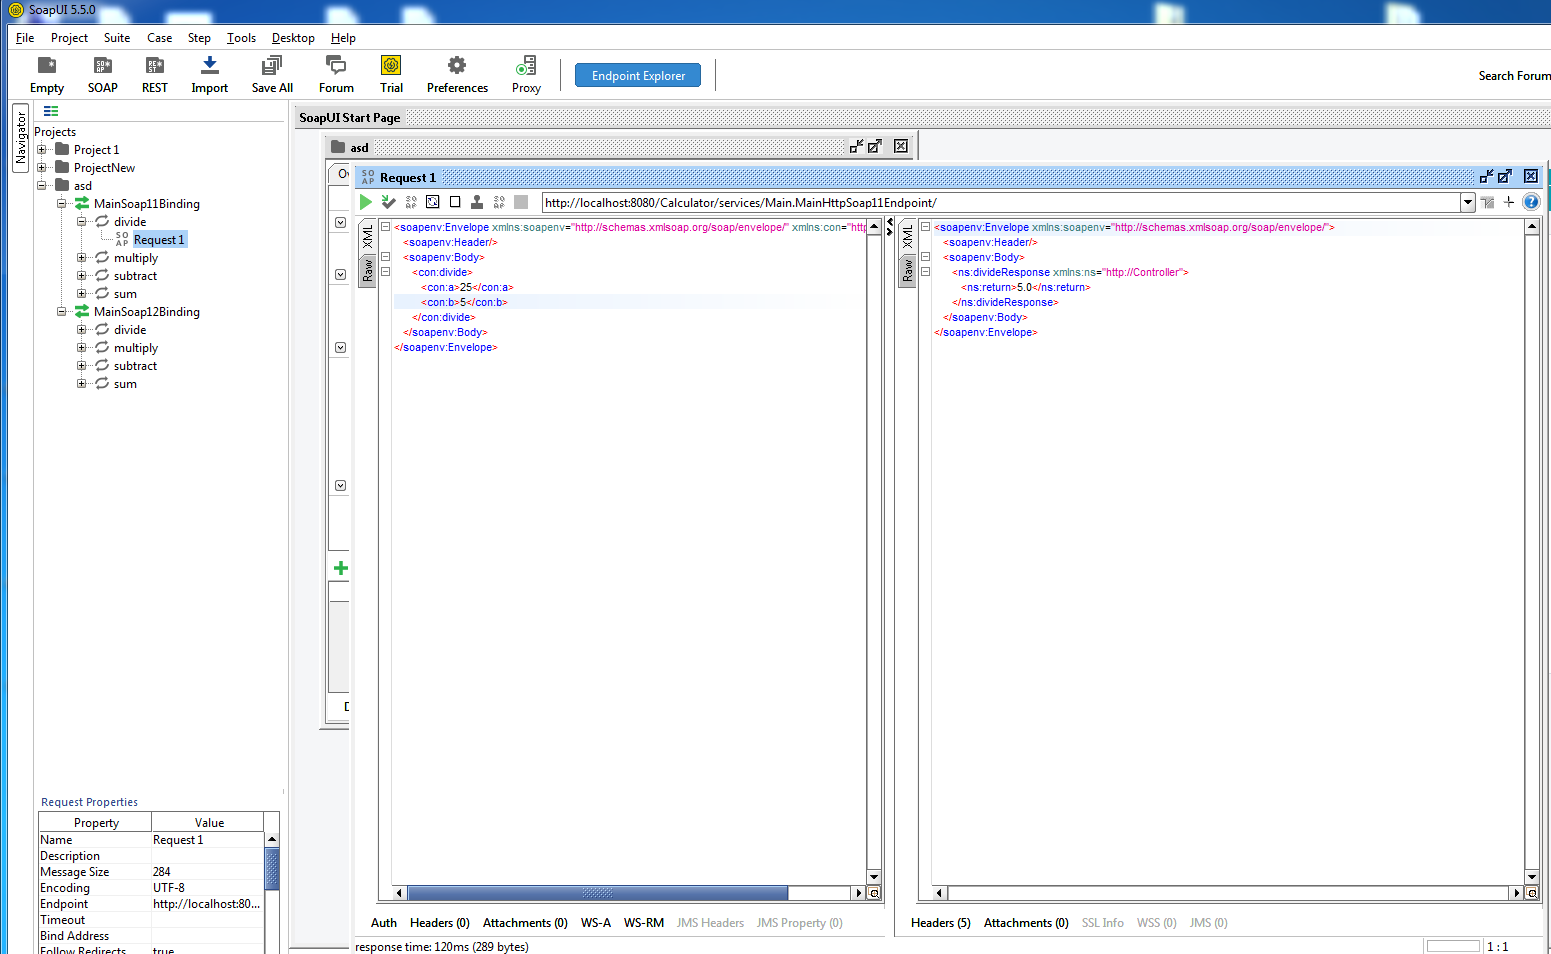 SoapUI 5.5.0
File Project Suite Case Step Tools Desktop Help
Empty SOAP REST Import Save All Forum Trial Preferences Proxy Endpoint Explorer Search Forum
Navigator
Projects
Project 1
ProjectNew
asd
MainSoap11Binding
divide
SOAP Request 1
multiply
subtract
sum
MainSoap12Binding
divide
multiply
subtract
sum
Request Properties
Property Value
Name Request 1
Description
Message Size 284
Encoding UTF-8
Endpoint http://localhost:80...
Timeout
Bind Address
Follow Redirects true
SoapUI Start Page
asd
SOAP Request 1
http://localhost:8080/Calculator/services/Main.MainHttpSoap11Endpoint/
XML
Raw
<soapenv:Envelope xmlns:soapenv="http://schemas.xmlsoap.org/soap/envelope/" xmlns:con="http
<soapenv:Header/>
<soapenv:Body>
<con:divide>
<con:a>25</con:a>
<con:b>5</con:b>
</con:divide>
</soapenv:Body>
</soapenv:Envelope>
XML
Raw
<soapenv:Envelope xmlns:soapenv="http://schemas.xmlsoap.org/soap/envelope/">
<soapenv:Header/>
<soapenv:Body>
<ns:divideResponse xmlns:ns="http://Controller">
<ns:return>5.0</ns:return>
</ns:divideResponse>
</soapenv:Body>
</soapenv:Envelope>
Auth Headers (0) Attachments (0) WS-A WS-RM JMS Headers JMS Property (0)
Headers (5) Attachments (0) SSL Info WSS (0) JMS (0)
response time: 120ms (289 bytes)
1 : 1